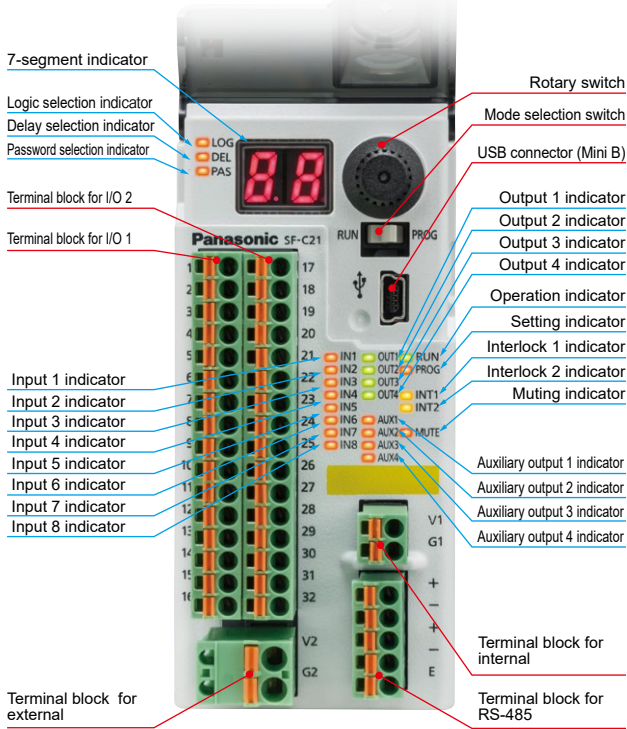 7-segment indicator
Logic selection indicator
Delay selection indicator
Password selection indicator
Terminal block for I/O 2
Terminal block for I/O 1
Rotary switch
Mode selection switch
USB connector (Mini B)
Output 1 indicator
Output 2 indicator
Output 3 indicator
Output 4 indicator
Operation indicator
Setting indicator
Interlock 1 indicator
Interlock 2 indicator
Muting indicator
LOG
DEL
PAS
8.8
Panasonic SF-C21
RUN PROG
1 17
2 18
3 19
4 20
5 21
6 22
7 23
8 24
9 25
10 26
11 27
12 28
13 29
14 30
15 31
16 32
IN1 OUT1 RUN
IN2 OUT2 PROG
IN3 OUT3
IN4 OUT4 INT1
IN5 INT2
IN6 AUX1
IN7 AUX2 MUTE
IN8 AUX3
AUX4
Input 1 indicator
Input 2 indicator
Input 3 indicator
Input 4 indicator
Input 5 indicator
Input 6 indicator
Input 7 indicator
Input 8 indicator
Auxiliary output 1 indicator
Auxiliary output 2 indicator
Auxiliary output 3 indicator
Auxiliary output 4 indicator
V1
G1
+
−
+
−
E
V2
G2
Terminal block for
external
Terminal block for
internal
Terminal block for
RS-485